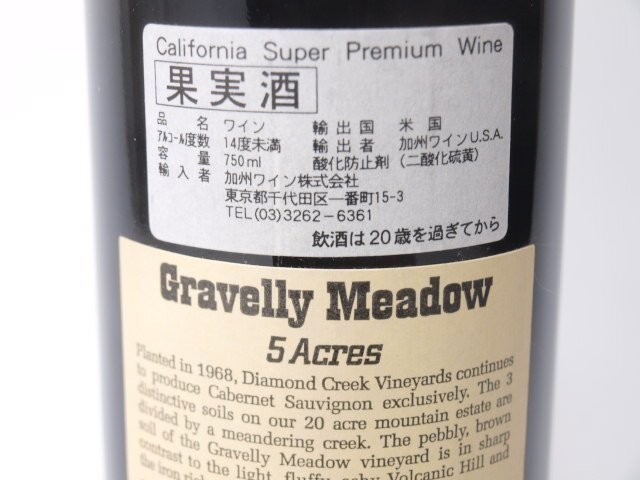 California Super Premium Wine
果実酒
品 名 ワイン 輸出国 米国
アルコール度数 14度未満 輸出者 加州ワインU.S.A.
容量 750ml 酸化防止剤 (二酸化硫黄)
輸入者 加州ワイン株式会社
東京都千代田区一番町15-3
TEL(03)3262-6361
飲酒は20歳を過ぎてから
Gravelly Meadow
5 Acres
Planted in 1968, Diamond Creek Vineyards continues
to produce Cabernet Sauvignon exclusively. The 3
distinctive soils on our 20 acre mountain estate are
divided by a meandering creek. The pebbly, brown
soil of the Gravelly Meadow vineyard is in sharp
contrast to the light, fluffy, ashy Volcanic Hill and
the iron